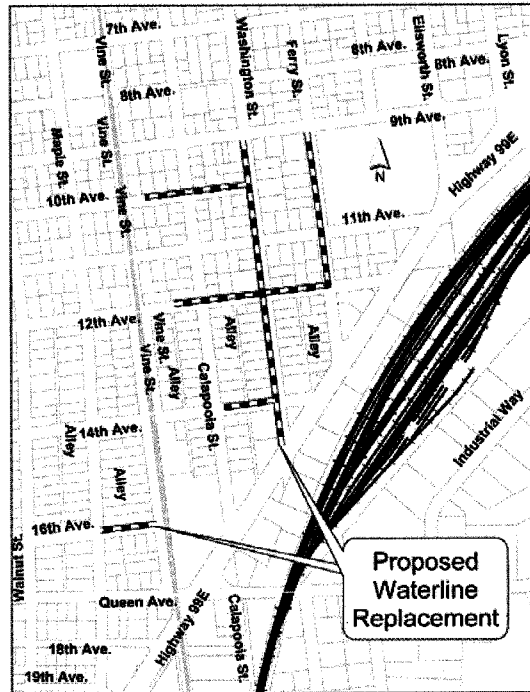 7th Ave.
Vine St.
Washington St.
Ferry St.
8th Ave.
Ellsworth St.
8th Ave.
Lyon St.
8th Ave.
9th Ave.
Maple St.
Vine St.
N
Highway 99E
10th Ave.
Vine St.
11th Ave.
12th Ave.
Vine St.
Vine St.
Alley
Calapooia St.
Alley
Alley
14th Ave.
Alley
Alley
Industrial Way
16th Ave.
Walnut St.
Proposed
Waterline
Replacement
Queen Ave.
Highway 99E
Calapooia St.
18th Ave.
19th Ave.